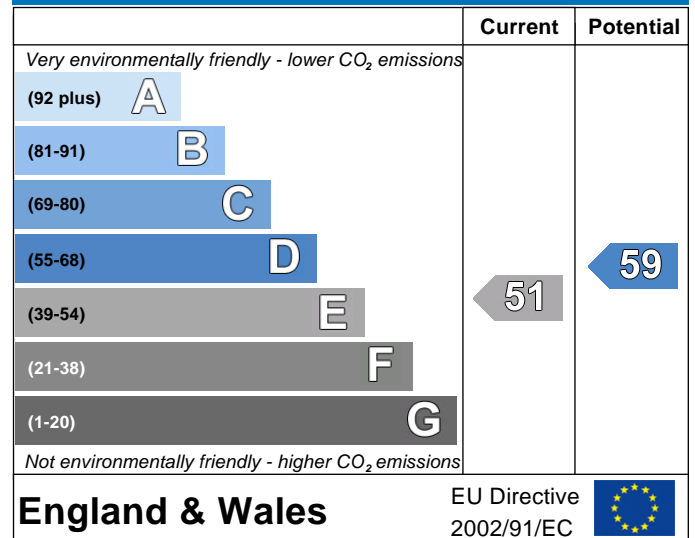 Current Potential
Very environmentally friendly - lower CO₂ emissions
(92 plus) A
(81-91) B
(69-80) C
(55-68) D
59
(39-54) E
51
(21-38) F
(1-20) G
Not environmentally friendly - higher CO₂ emissions
England & Wales
EU Directive
2002/91/EC